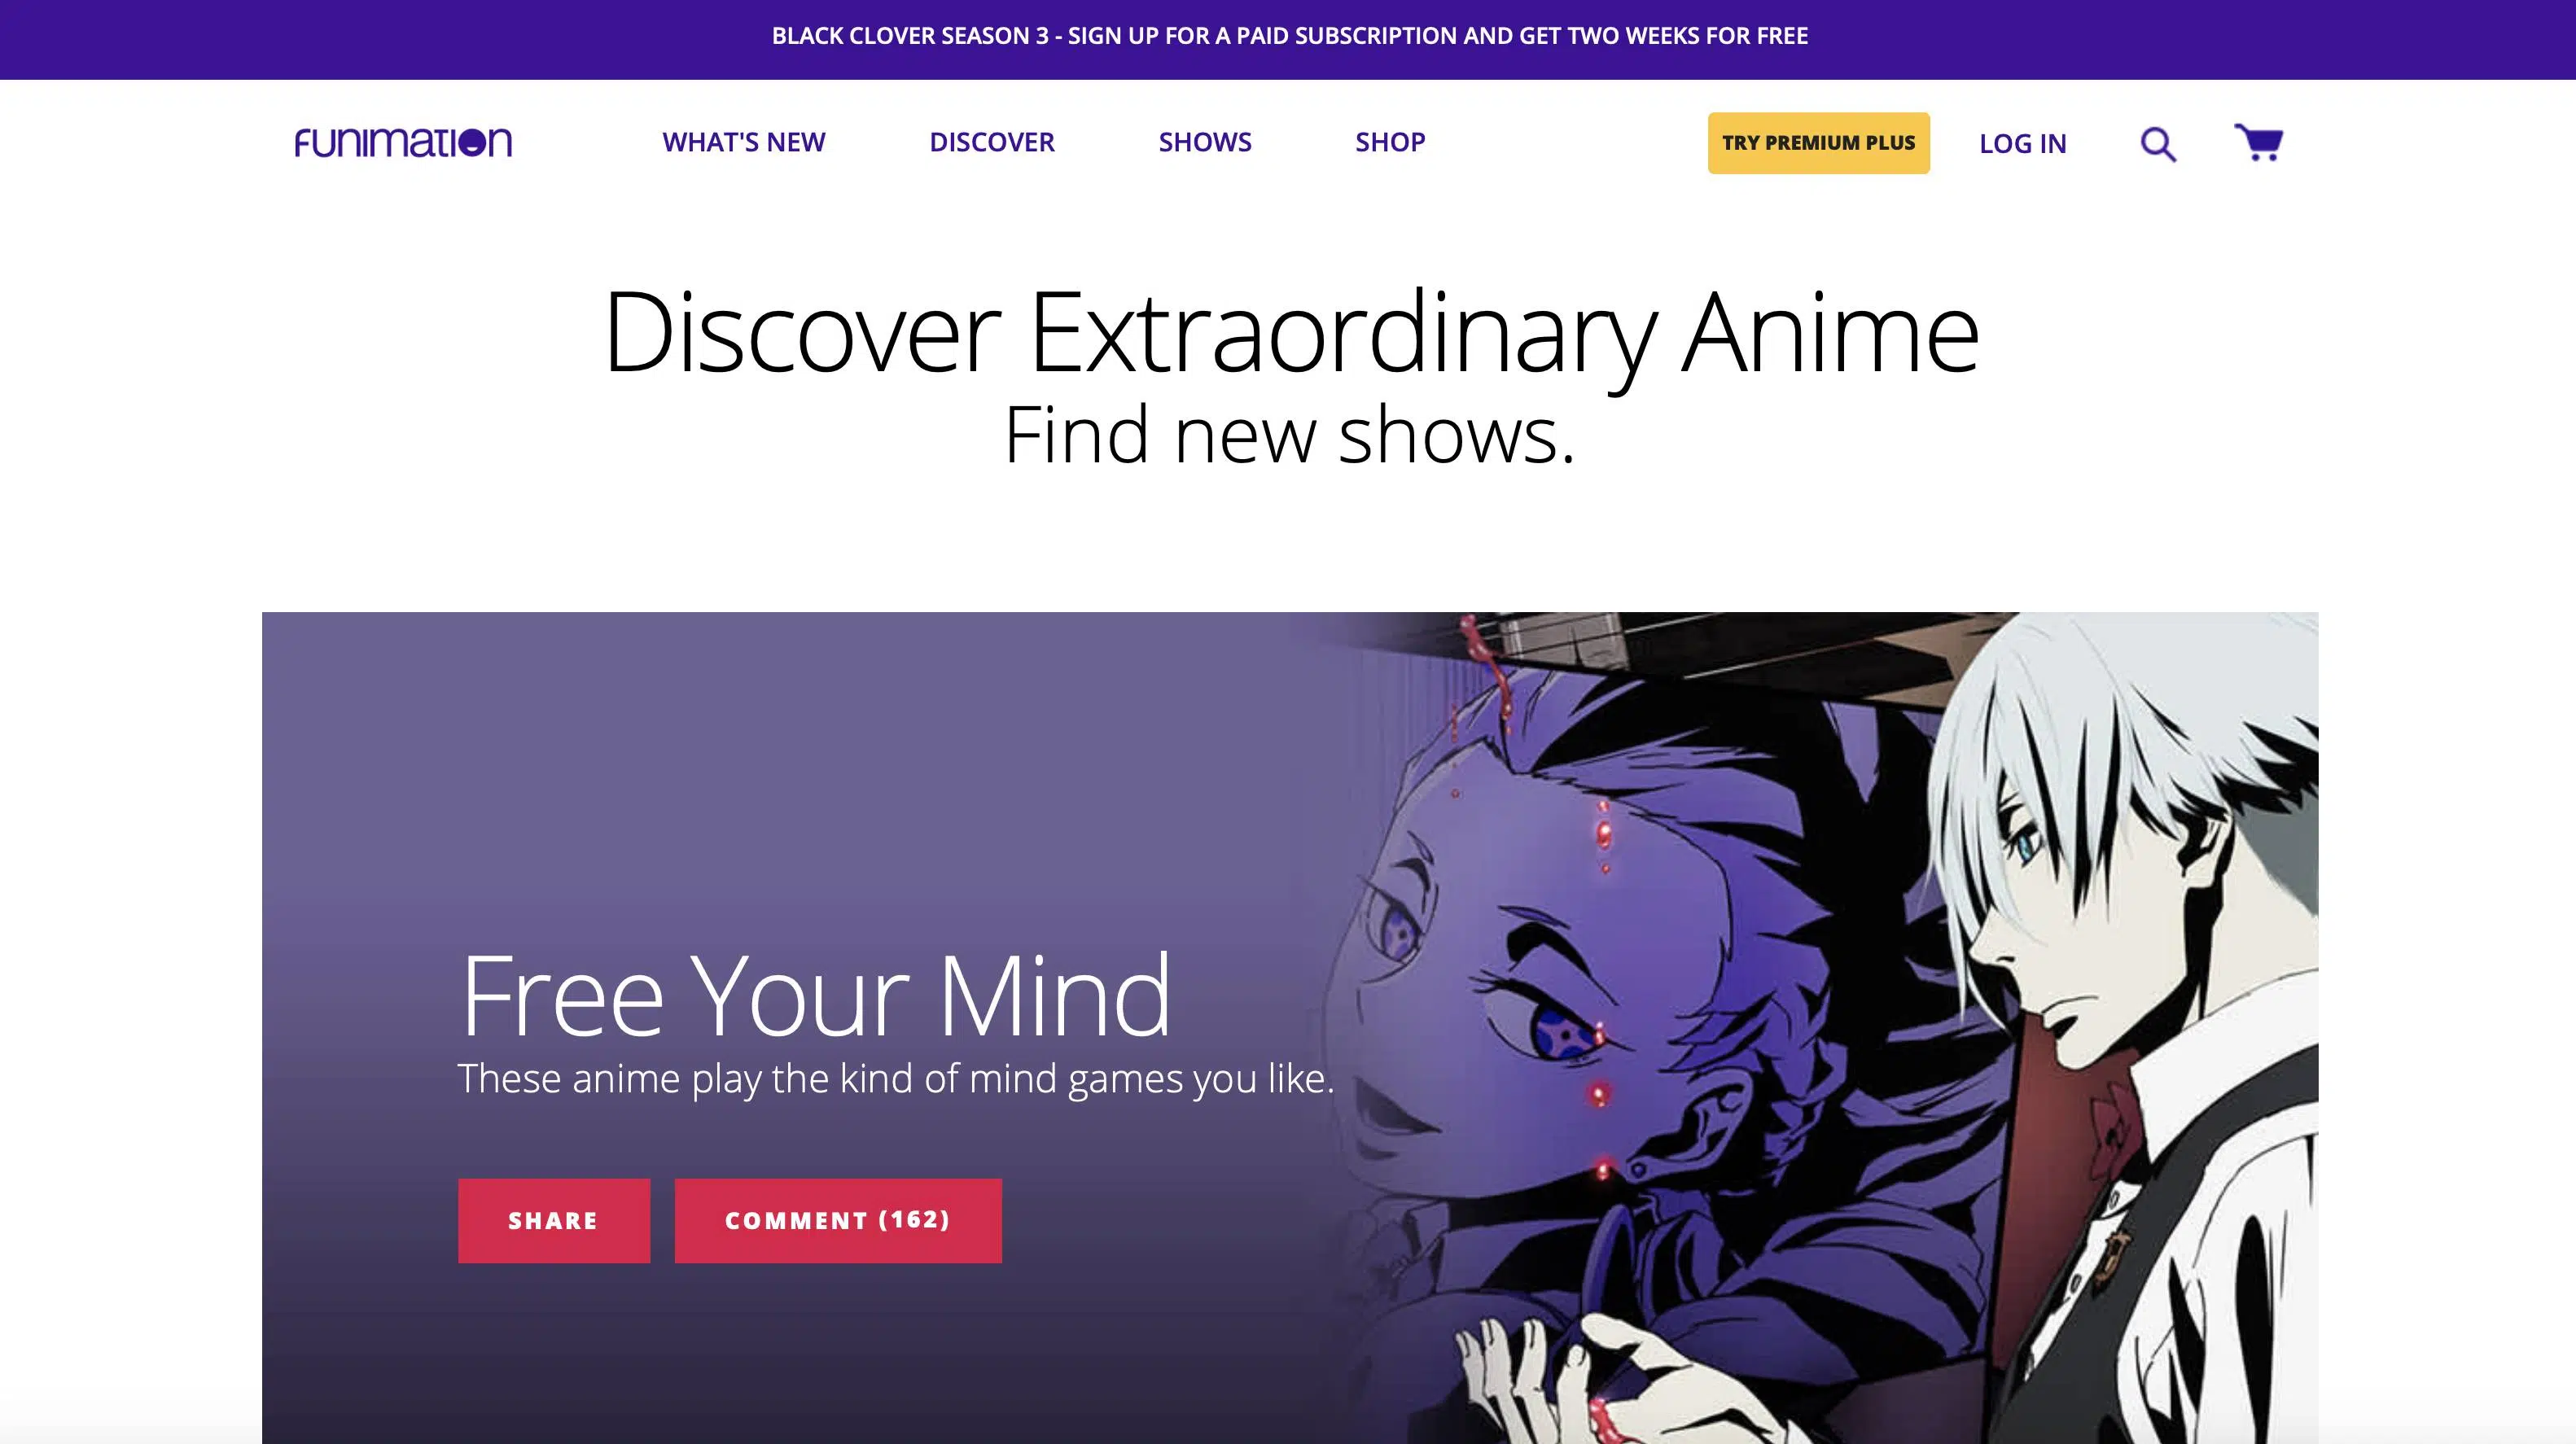 BLACK CLOVER SEASON 3 - SIGN UP FOR A PAID SUBSCRIPTION AND GET TWO WEEKS FOR FREE
FUNIMATION
WHAT'S NEW
DISCOVER
SHOWS
SHOP
TRY PREMIUM PLUS
LOG IN
Discover Extraordinary Anime
Find new shows.
Free Your Mind
These anime play the kind of mind games you like.
SHARE
COMMENT (162)